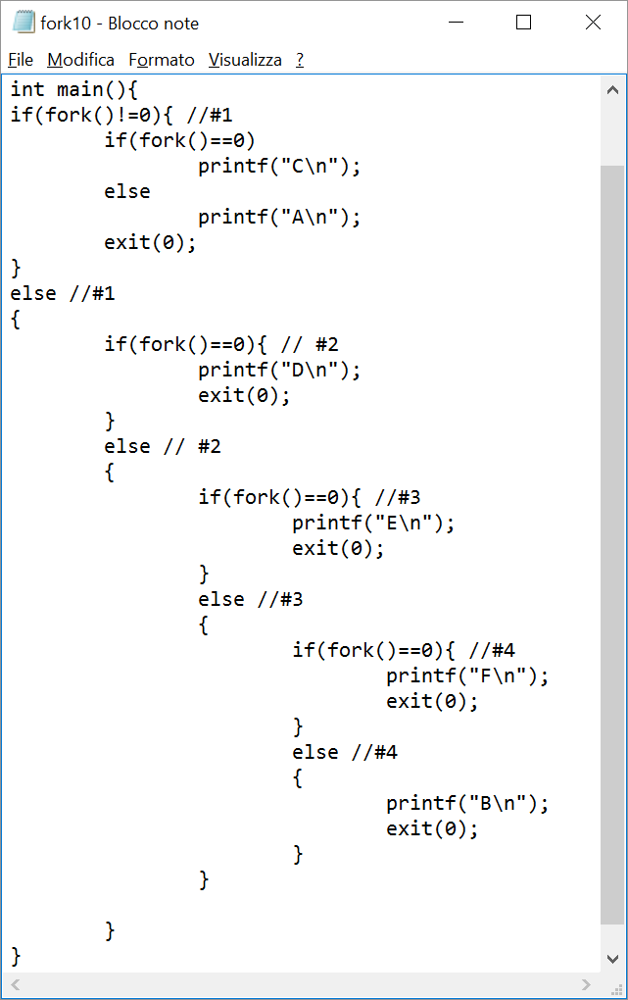 fork10 - Blocco note
File Modifica Formato Visualizza ?
int main(){
if(fork()!=0){ //#1
        if(fork()==0)
                printf("C\n");
        else
                printf("A\n");
        exit(0);
}
else //#1
{
        if(fork()==0){ // #2
                printf("D\n");
                exit(0);
        }
        else // #2
        {
                if(fork()==0){ //#3
                        printf("E\n");
                        exit(0);
                }
                else //#3
                {
                        if(fork()==0){ //#4
                                printf("F\n");
                                exit(0);
                        }
                        else //#4
                        {
                                printf("B\n");
                                exit(0);
                        }
                }

        }
}